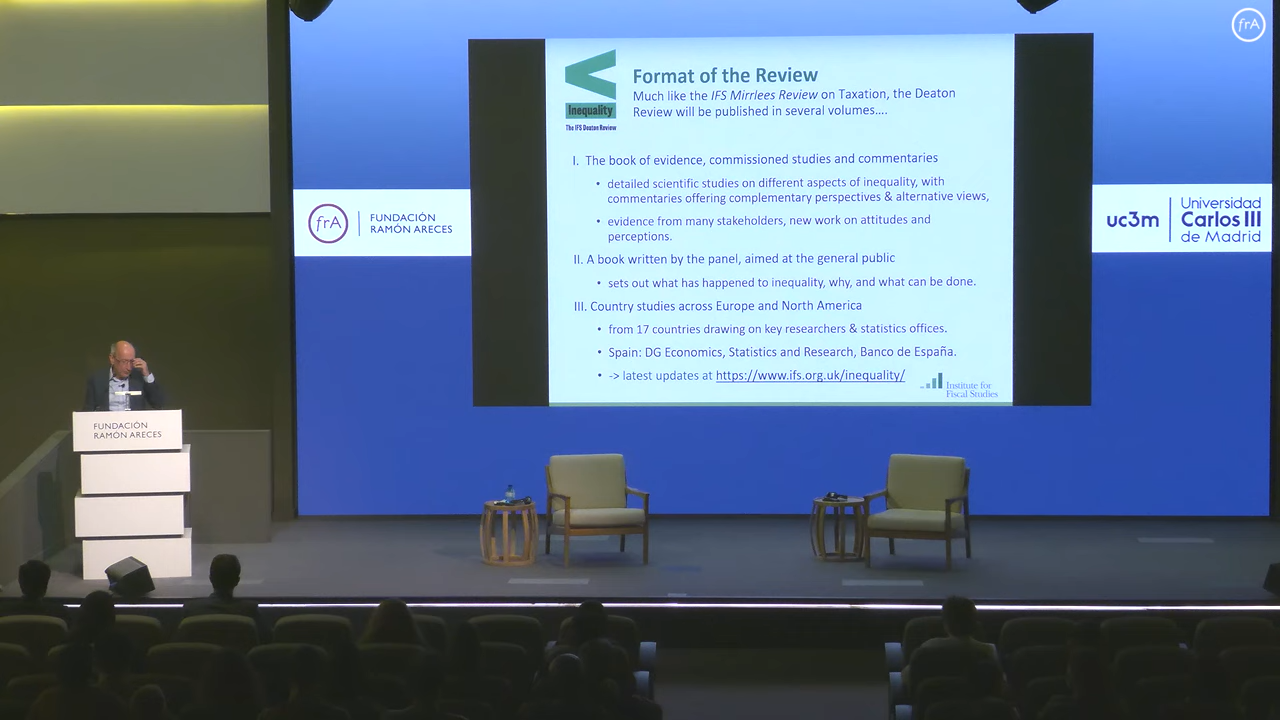 frA
Format of the Review
Much like the IFS Mirrlees Review on Taxation, the Deaton
Review will be published in several volumes....
Inequality
The IFS Deaton Review
I. The book of evidence, commissioned studies and commentaries
• detailed scientific studies on different aspects of inequality, with
commentaries offering complementary perspectives & alternative views,
• evidence from many stakeholders, new work on attitudes and
perceptions.
II. A book written by the panel, aimed at the general public
• sets out what has happened to inequality, why, and what can be done.
III. Country studies across Europe and North America
• from 17 countries drawing on key researchers & statistics offices.
• Spain: DG Economics, Statistics and Research, Banco de España.
• -> latest updates at https://www.ifs.org.uk/inequality/
Institute for
Fiscal Studies
frA
FUNDACIÓN
RAMÓN ARECES
uc3m
Universidad
Carlos III
de Madrid
FUNDACIÓN
RAMÓN ARECES